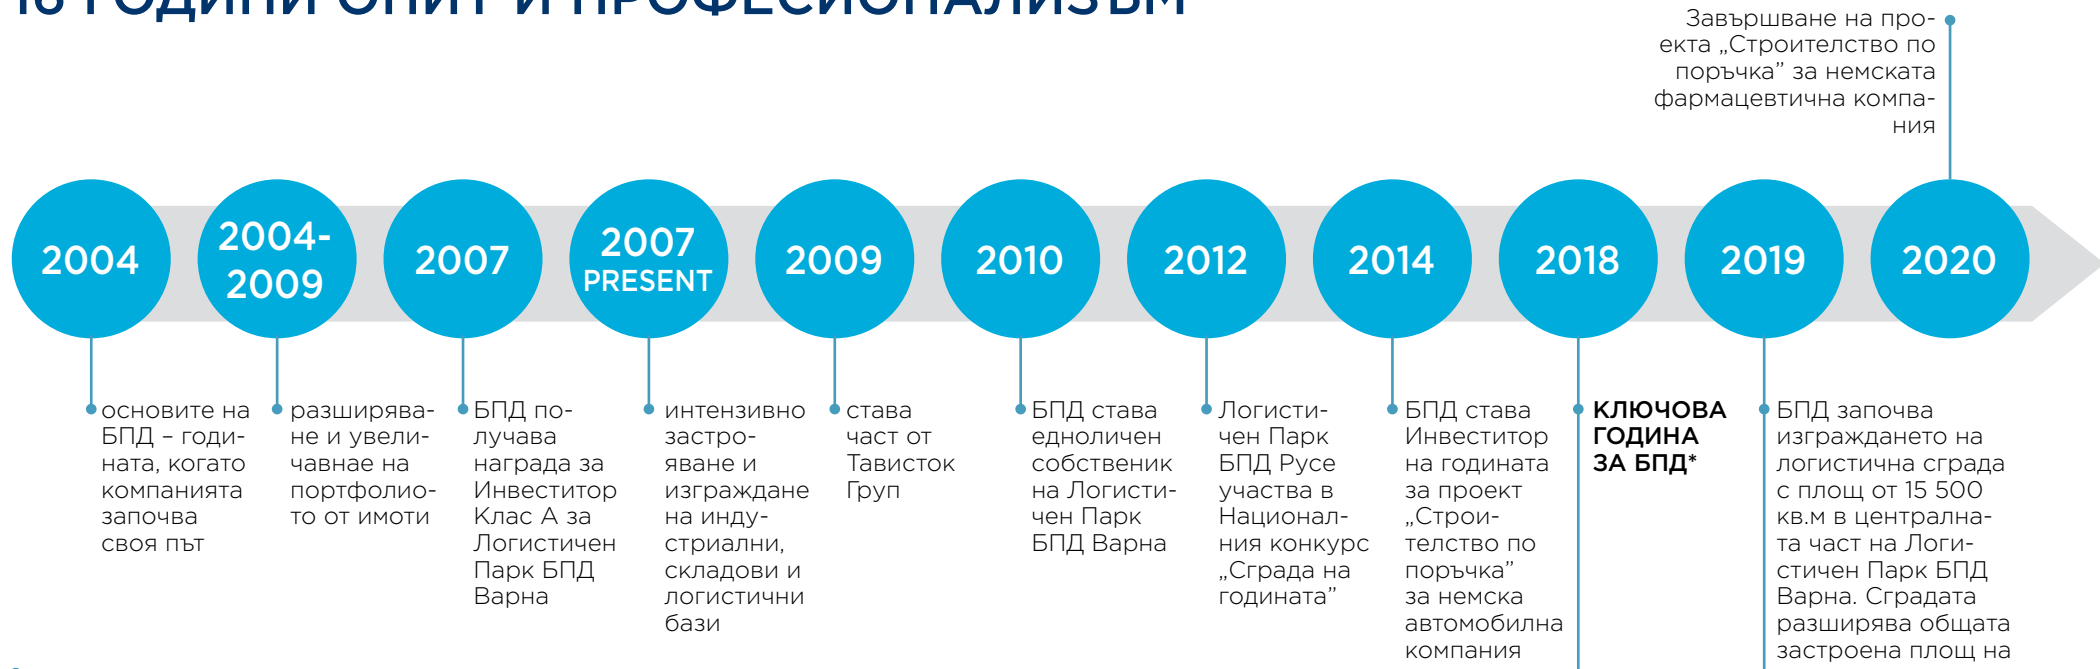 16 ГОДИНИ ОПИТ И ПРОФЕСИОНАЛИЗЪМ
Завършване на про-
екта „Строителство по
поръчка” за немската
фармацевтична компа-
ния
2004
2004-
2009
2007
2007
PRESENT
2009
2010
2012
2014
2018
2019
2020
основите на
БПД – годи-
ната, когато
компанията
започва
своя път
разширява-
не и увели-
чавнае на
портфолио-
то от имоти
БПД по-
лучава
награда за
Инвеститор
Клас А за
Логистичен
Парк БПД
Варна
интензивно
застро-
яване и
изграждане
на инду-
стриални,
складови и
логистични
бази
става
част от
Тависток
Груп
БПД става
едноличен
собственик
на Логисти-
чен Парк
БПД Варна
Логисти-
чен Парк
БПД Русе
участва в
Национал-
ния конкурс
„Сграда на
годината”
БПД става
Инвеститор
на годината
за проект
„Строи-
телство по
поръчка”
за немска
автомобилна
компания
КЛЮЧОВА
ГОДИНА
ЗА БПД*
БПД започва
изграждането на
логистична сграда
с площ от 15 500
кв.м в централна-
та част на Логи-
стичен Парк БПД
Варна. Сградата
разширява общата
застроена площ на